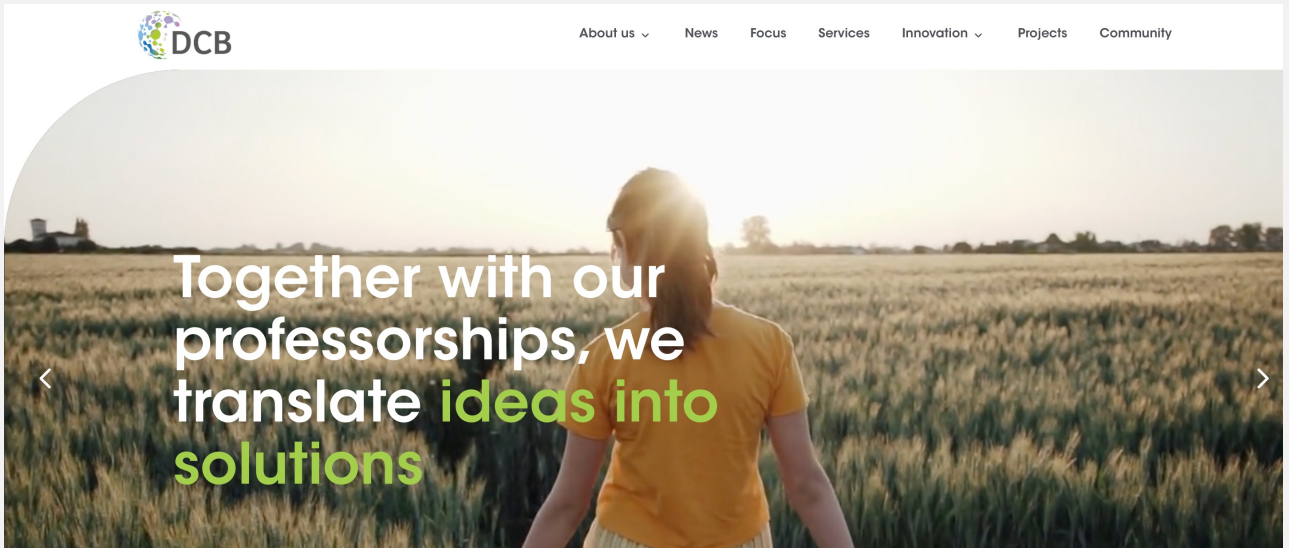 DCB
About us
News
Focus
Services
Innovation
Projects
Community
Together with our
professorships, we
translate ideas into
solutions